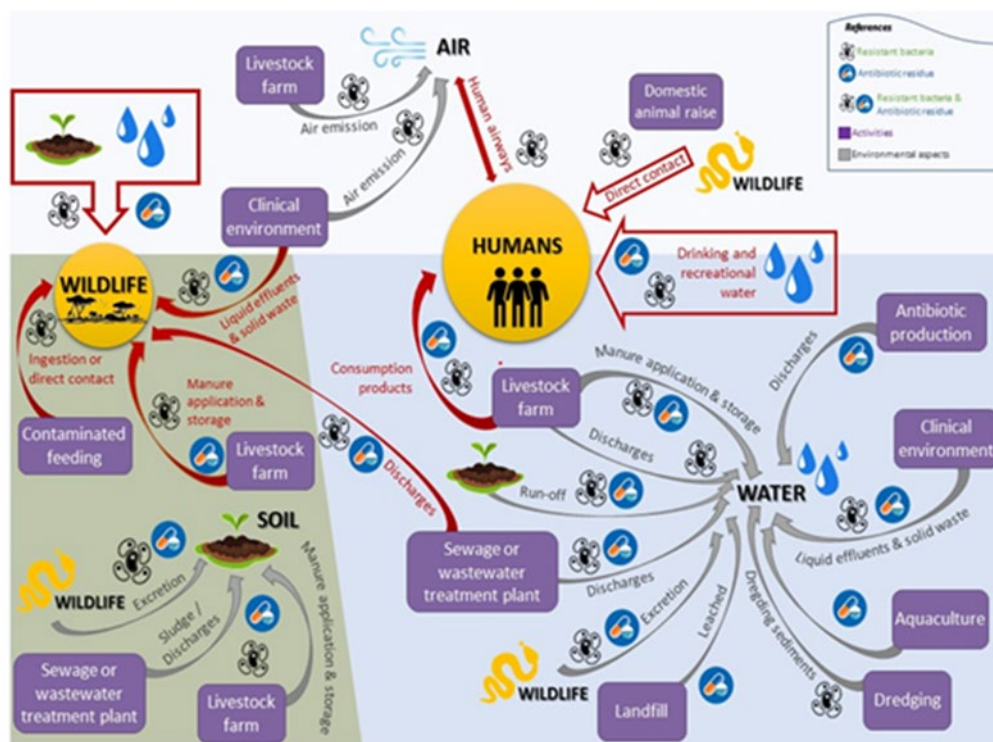 References
Resistant bacteria
Antibiotic residue
Resistant bacteria &
Antibiotic residue
Activities
Environmental aspects
Livestock
farm
AIR
Air emission
Air emission
Human airways
Domestic
animal raise
WILDLIFE
Direct contact
Clinical
environment
HUMANS
Drinking and
recreational
water
WILDLIFE
Liquid effluents
& solid waste
Ingestion or
direct contact
Contaminated
feeding
Manure
application &
storage
Livestock
farm
Discharges
Consumption
products
Livestock
farm
Manure application & storage
Discharges
Run-off
Antibiotic
production
Discharges
Clinical
environment
WATER
Liquid effluents & solid waste
Sewage or
wastewater
treatment plant
Discharges
WILDLIFE
Excretion
Leached
Landfill
Dregding sediments
Aquaculture
Dredging
SOIL
WILDLIFE
Excretion
Sludge /
Discharges
Sewage or
wastewater
treatment plant
Livestock
farm
Manure application & storage